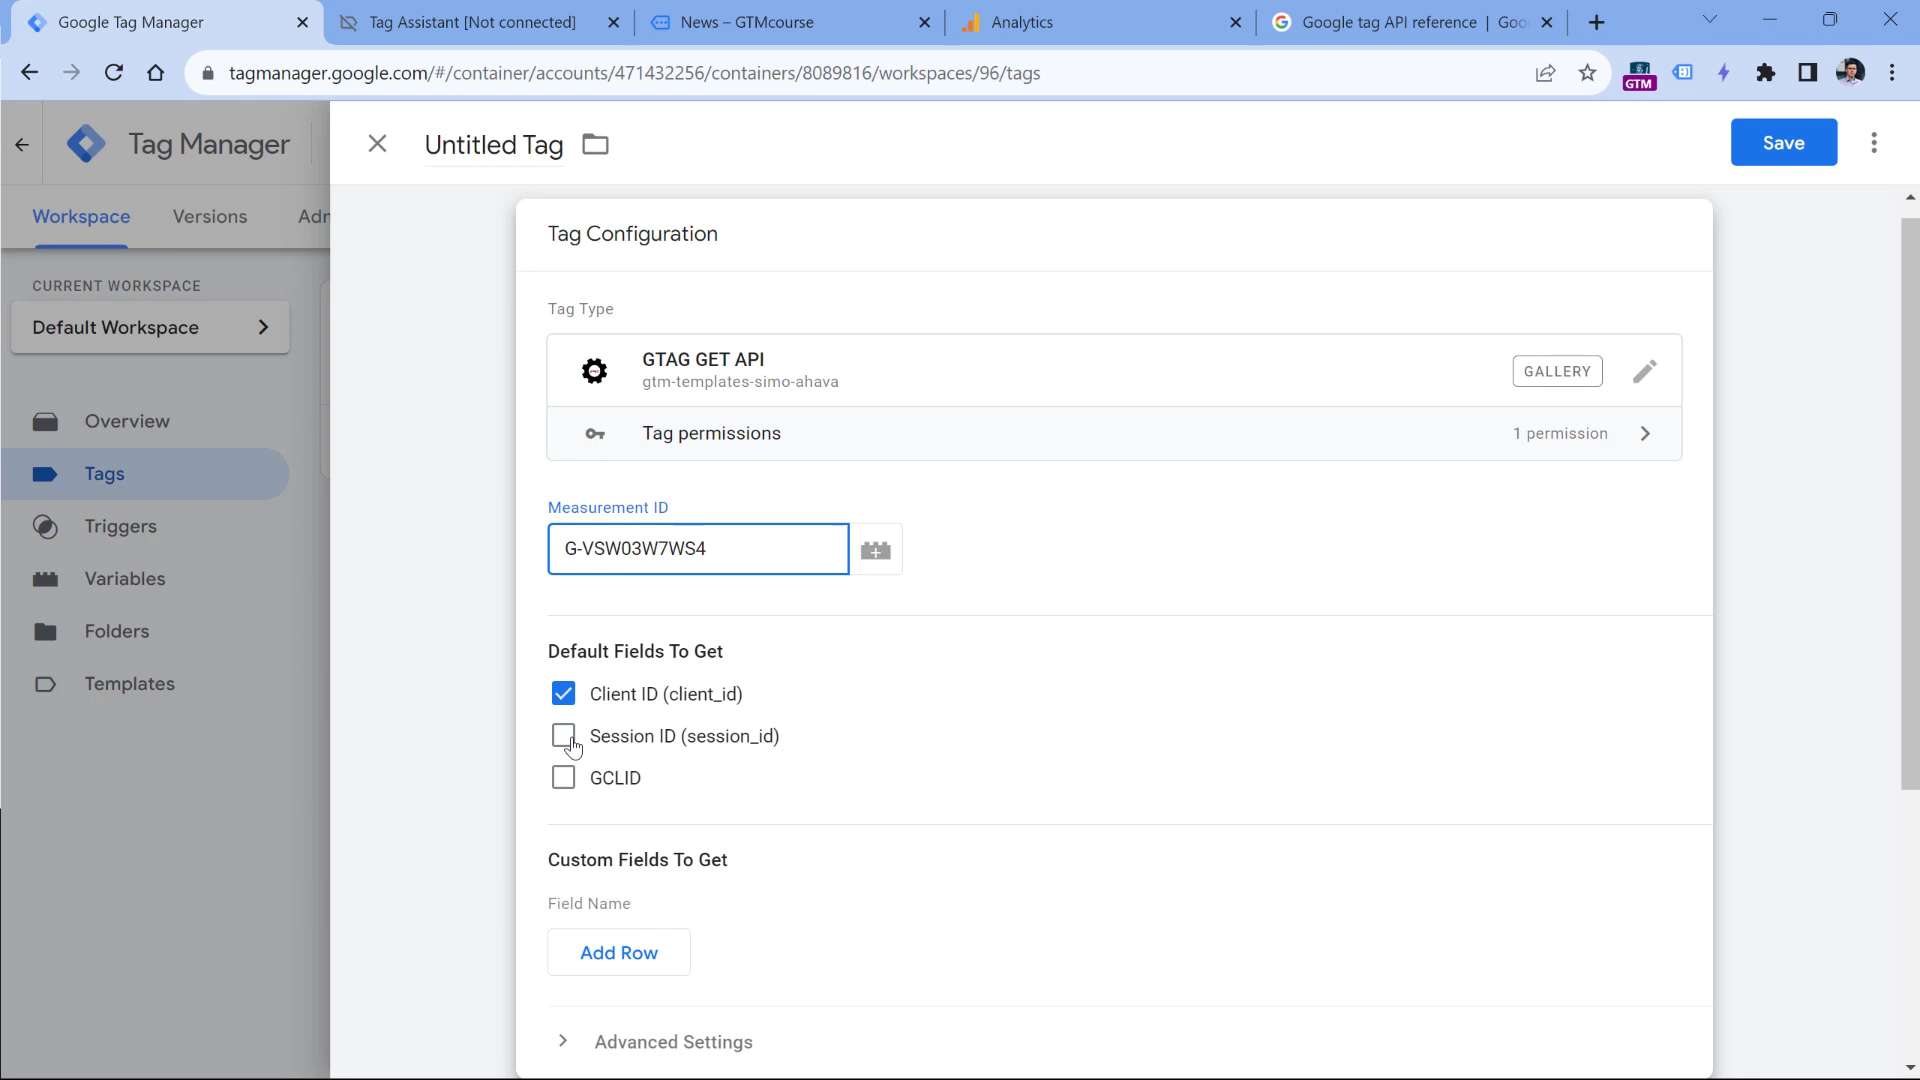 Google Tag Manager
Tag Assistant [Not connected]
News – GTMcourse
Analytics
Google tag API reference | Goo
tagmanager.google.com/#/container/accounts/471432256/containers/8089816/workspaces/96/tags
GTM
Tag Manager
Untitled Tag
Save
Workspace
Versions
Adm
Tag Configuration
CURRENT WORKSPACE
Default Workspace
Tag Type
GTAG GET API
gtm-templates-simo-ahava
GALLERY
Tag permissions
1 permission
Overview
Tags
Triggers
Variables
Folders
Templates
Measurement ID
G-VSW03W7WS4
Default Fields To Get
Client ID (client_id)
Session ID (session_id)
GCLID
Custom Fields To Get
Field Name
Add Row
Advanced Settings